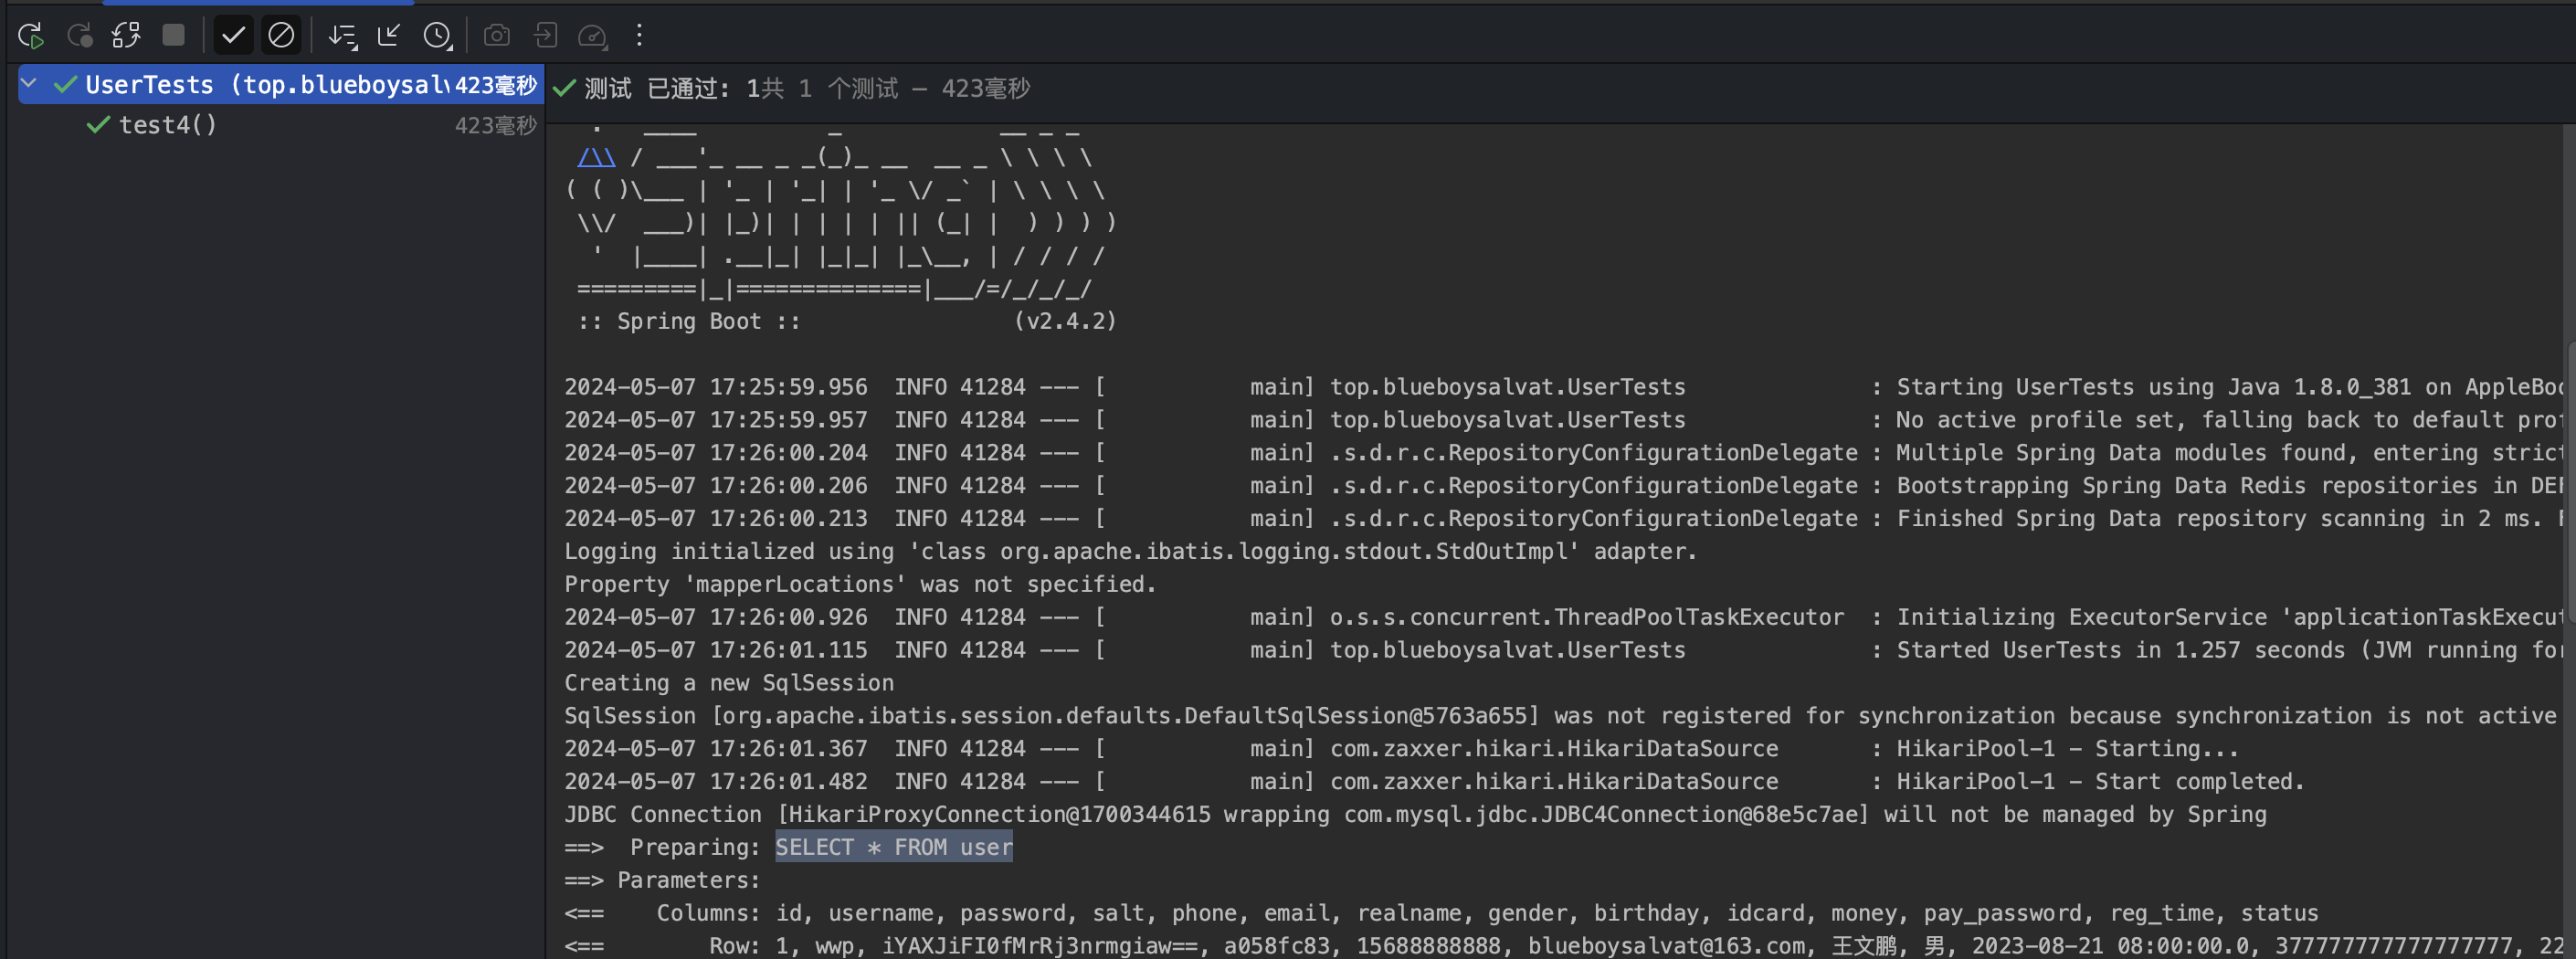 UserTests (top.blueboysal 423毫秒
test4() 423毫秒
测试 已通过: 1共 1 个测试 – 423毫秒
  .   ____          _            __ _ _
 /\\ / ___'_ __ _ _(_)_ __  __ _ \ \ \ \
( ( )\___ | '_ | '_| | '_ \/ _` | \ \ \ \
 \\/  ___)| |_)| | | | | || (_| |  ) ) ) )
  '  |____| .__|_| |_|_| |_\__, | / / / /
 =========|_|==============|___/=/_/_/_/
 :: Spring Boot ::                (v2.4.2)
2024-05-07 17:25:59.956  INFO 41284 --- [           main] top.blueboysalvat.UserTests              : Starting UserTests using Java 1.8.0_381 on AppleBoo
2024-05-07 17:25:59.957  INFO 41284 --- [           main] top.blueboysalvat.UserTests              : No active profile set, falling back to default
2024-05-07 17:26:00.204  INFO 41284 --- [           main] .s.d.r.c.RepositoryConfigurationDelegate : Multiple Spring Data modules found, entering strict
2024-05-07 17:26:00.206  INFO 41284 --- [           main] .s.d.r.c.RepositoryConfigurationDelegate : Bootstrapping Spring Data Redis repositories in DEF
2024-05-07 17:26:00.213  INFO 41284 --- [           main] .s.d.r.c.RepositoryConfigurationDelegate : Finished Spring Data repository scanning in 2 ms.
Logging initialized using 'class org.apache.ibatis.logging.stdout.StdOutImpl' adapter.
Property 'mapperLocations' was not specified.
2024-05-07 17:26:00.926  INFO 41284 --- [           main] o.s.s.concurrent.ThreadPoolTaskExecutor  : Initializing ExecutorService 'applicationTaskExecut
2024-05-07 17:26:01.115  INFO 41284 --- [           main] top.blueboysalvat.UserTests              : Started UserTests in 1.257 seconds (JVM running for
Creating a new SqlSession
SqlSession [org.apache.ibatis.session.defaults.DefaultSqlSession@5763a655] was not registered for synchronization because synchronization is not active
2024-05-07 17:26:01.367  INFO 41284 --- [           main] com.zaxxer.hikari.HikariDataSource       : HikariPool-1 - Starting...
2024-05-07 17:26:01.482  INFO 41284 --- [           main] com.zaxxer.hikari.HikariDataSource       : HikariPool-1 - Start completed.
JDBC Connection [HikariProxyConnection@1700344615 wrapping com.mysql.jdbc.JDBC4Connection@68e5c7ae] will not be managed by Spring
==>  Preparing: SELECT * FROM user
==> Parameters:
<==    Columns: id, username, password, salt, phone, email, realname, gender, birthday, idcard, money, pay_password, reg_time, status
<==        Row: 1, wwp, iYAXJiFI0fMrRj3nrmgiaw==, a058fc83, 15688888888, blueboysalvat@163.com, 王文鹏, 男, 2023-08-21 08:00:00.0, 377777777777777777, 22